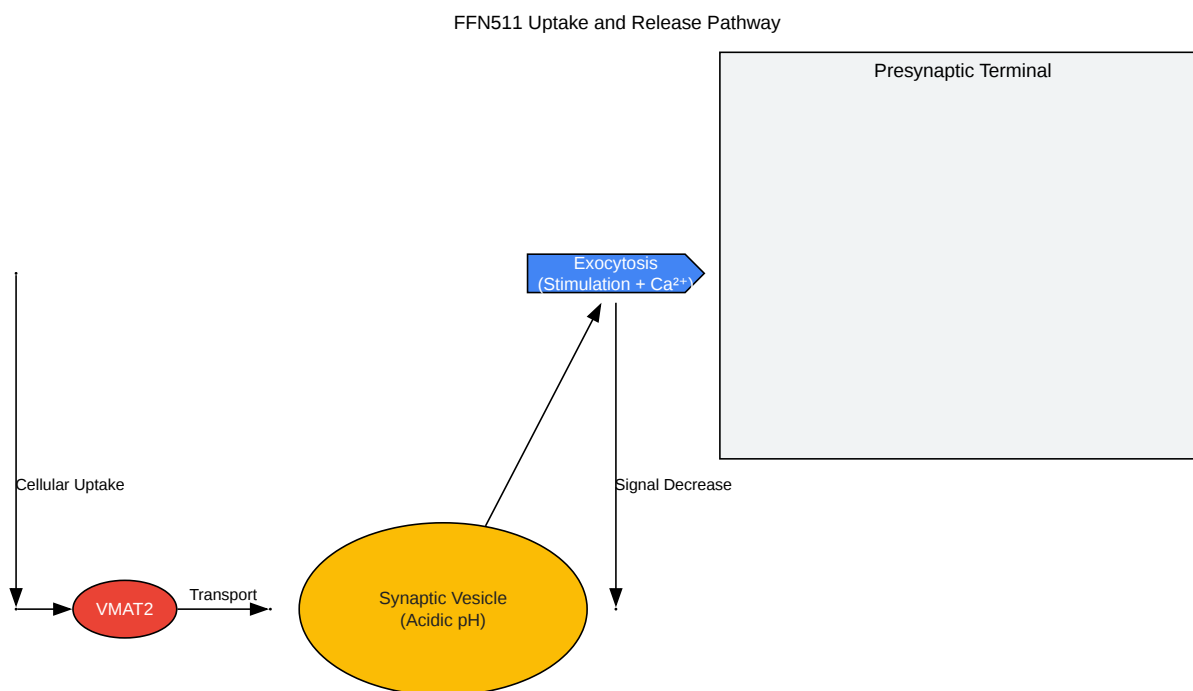 FFN511 Uptake and Release Pathway
Presynaptic Terminal
Exocytosis
(Stimulation + Ca²⁺)
Cellular Uptake
Signal Decrease
VMAT2
Transport
Synaptic Vesicle
(Acidic pH)